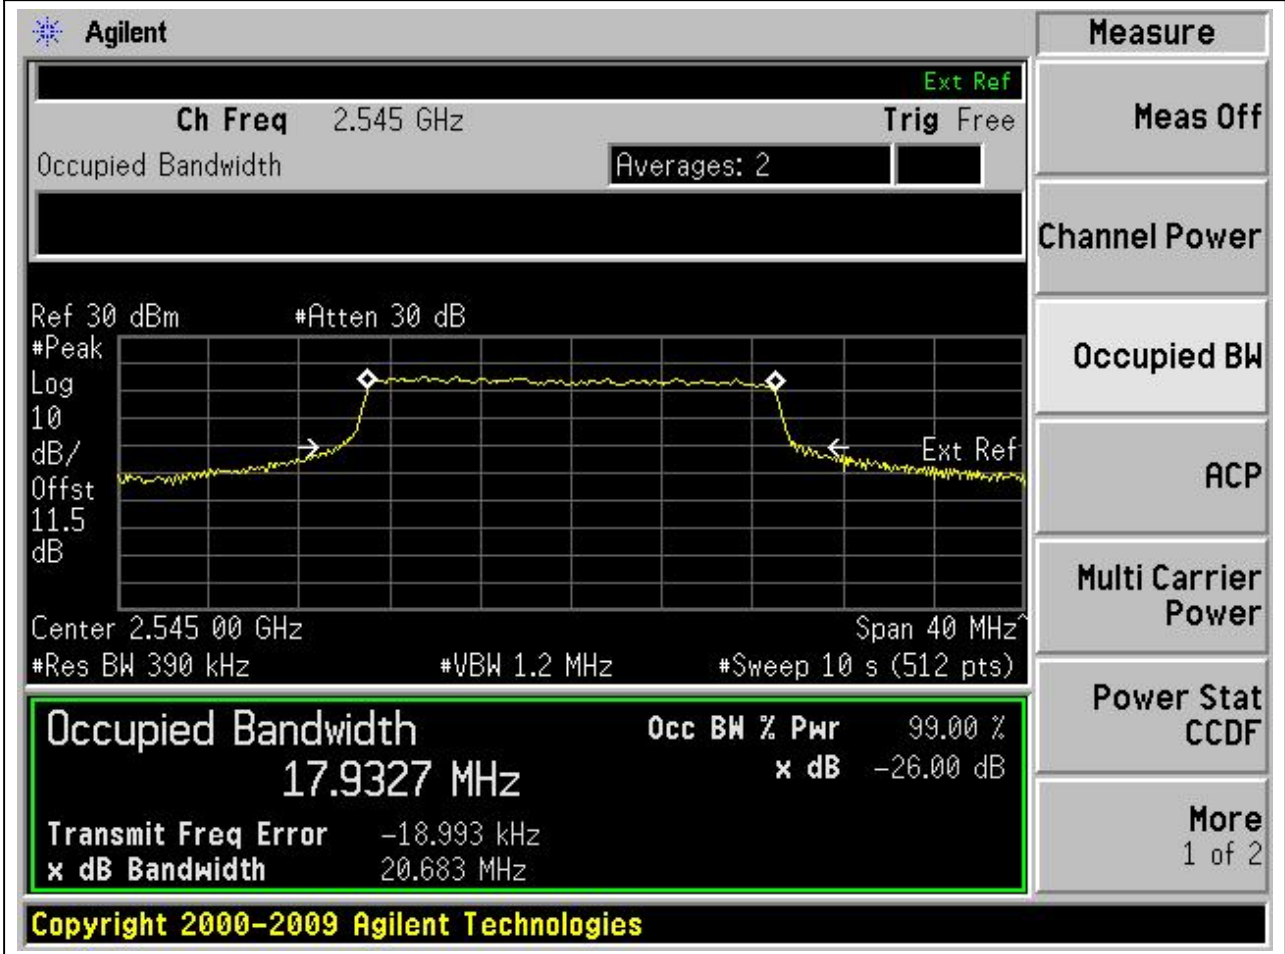 Agilent
Measure
Ext Ref
Ch Freq 2.545 GHz Trig Free
Meas Off
Occupied Bandwidth Averages: 2
Channel Power
Ref 30 dBm #Atten 30 dB
#Peak
Log
10
dB/
Offst
11.5
dB
Ext Ref
Occupied BW
ACP
Center 2.545 00 GHz Span 40 MHz^
#Res BW 390 kHz #VBW 1.2 MHz #Sweep 10 s (512 pts)
Multi Carrier
Power
Occupied Bandwidth Occ BW % Pwr 99.00 %
17.9327 MHz x dB -26.00 dB
Power Stat
CCDF
Transmit Freq Error -18.993 kHz
x dB Bandwidth 20.683 MHz
More
1 of 2
Copyright 2000-2009 Agilent Technologies